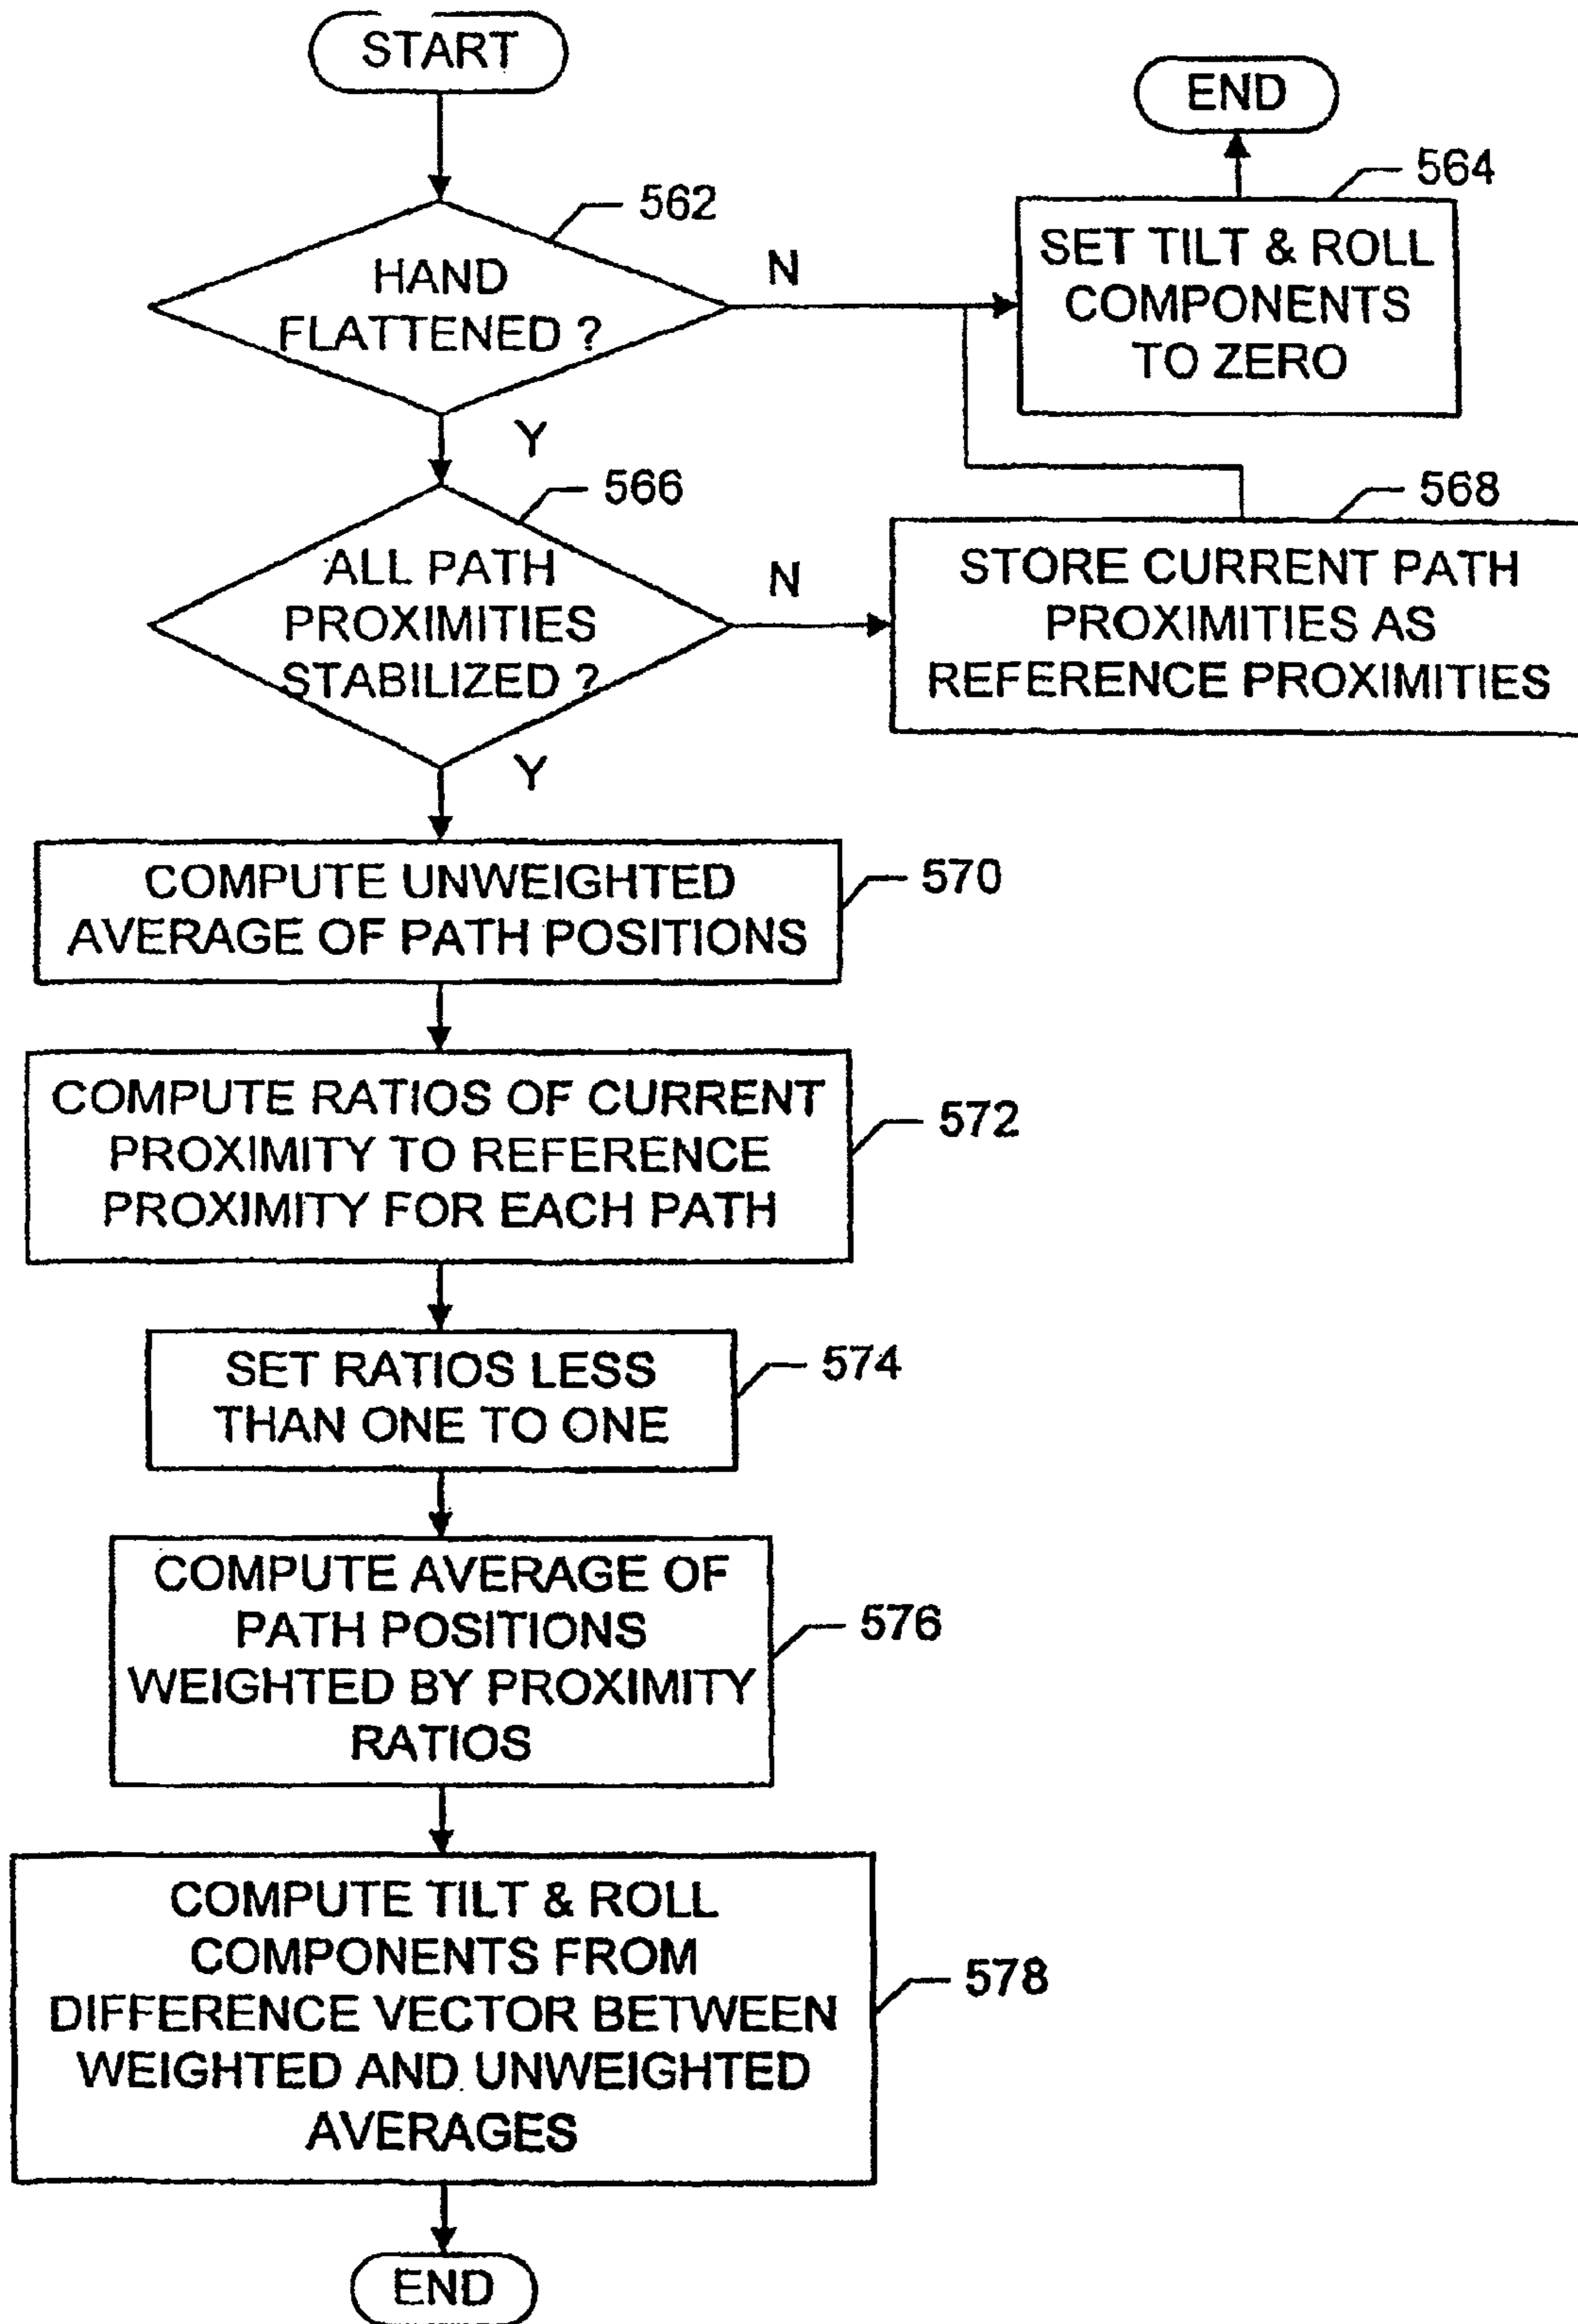 START
END
562
564
HAND
FLATTENED ?
N
SET TILT & ROLL
COMPONENTS
TO ZERO
Y
566
568
ALL PATH
PROXIMITIES
STABILIZED ?
N
STORE CURRENT PATH
PROXIMITIES AS
REFERENCE PROXIMITIES
Y
COMPUTE UNWEIGHTED
AVERAGE OF PATH POSITIONS
570
COMPUTE RATIOS OF CURRENT
PROXIMITY TO REFERENCE
PROXIMITY FOR EACH PATH
572
SET RATIOS LESS
THAN ONE TO ONE
574
COMPUTE AVERAGE OF
PATH POSITIONS
WEIGHTED BY PROXIMITY
RATIOS
576
COMPUTE TILT & ROLL
COMPONENTS FROM
DIFFERENCE VECTOR BETWEEN
WEIGHTED AND UNWEIGHTED
AVERAGES
578
END